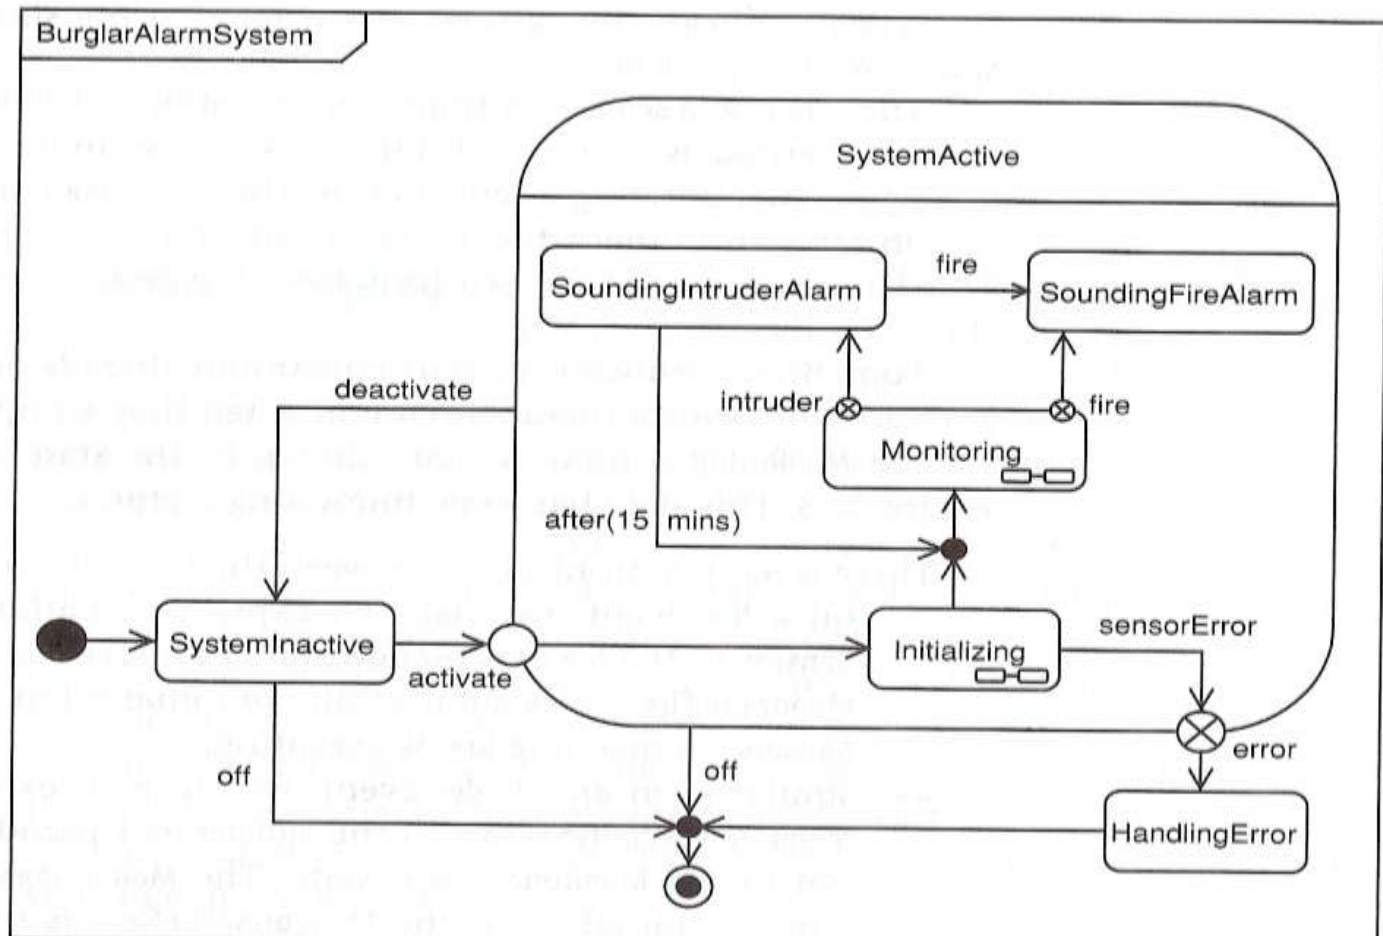 BurglarAlarmSystem
SystemActive
fire
SoundingIntruderAlarm
SoundingFireAlarm
deactivate
intruder
fire
Monitoring
after(15 mins)
SystemInactive
activate
Initializing
sensorError
off
off
error
HandlingError